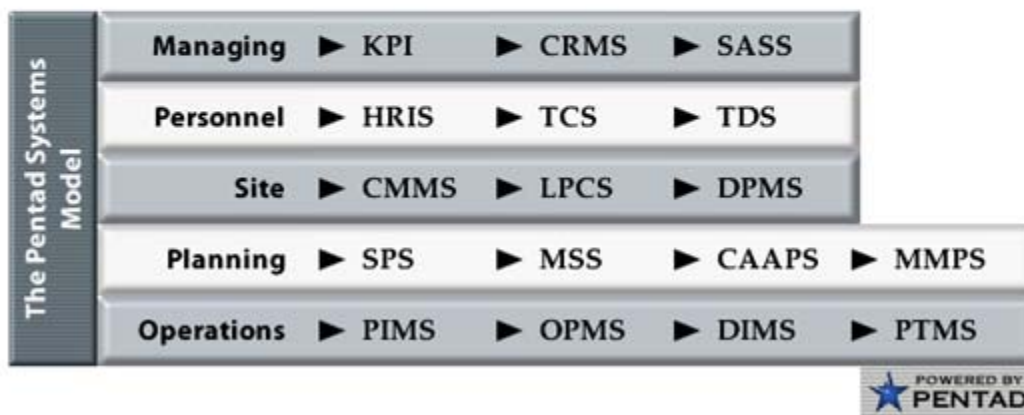 The Pentad Systems
Model
Managing ► KPI ► CRMS ► SASS
Personnel ► HRIS ► TCS ► TDS
Site ► CMMS ► LPCS ► DPMS
Planning ► SPS ► MSS ► CAAPS ► MMPS
Operations ► PIMS ► OPMS ► DIMS ► PTMS
POWERED BY
PENTAD